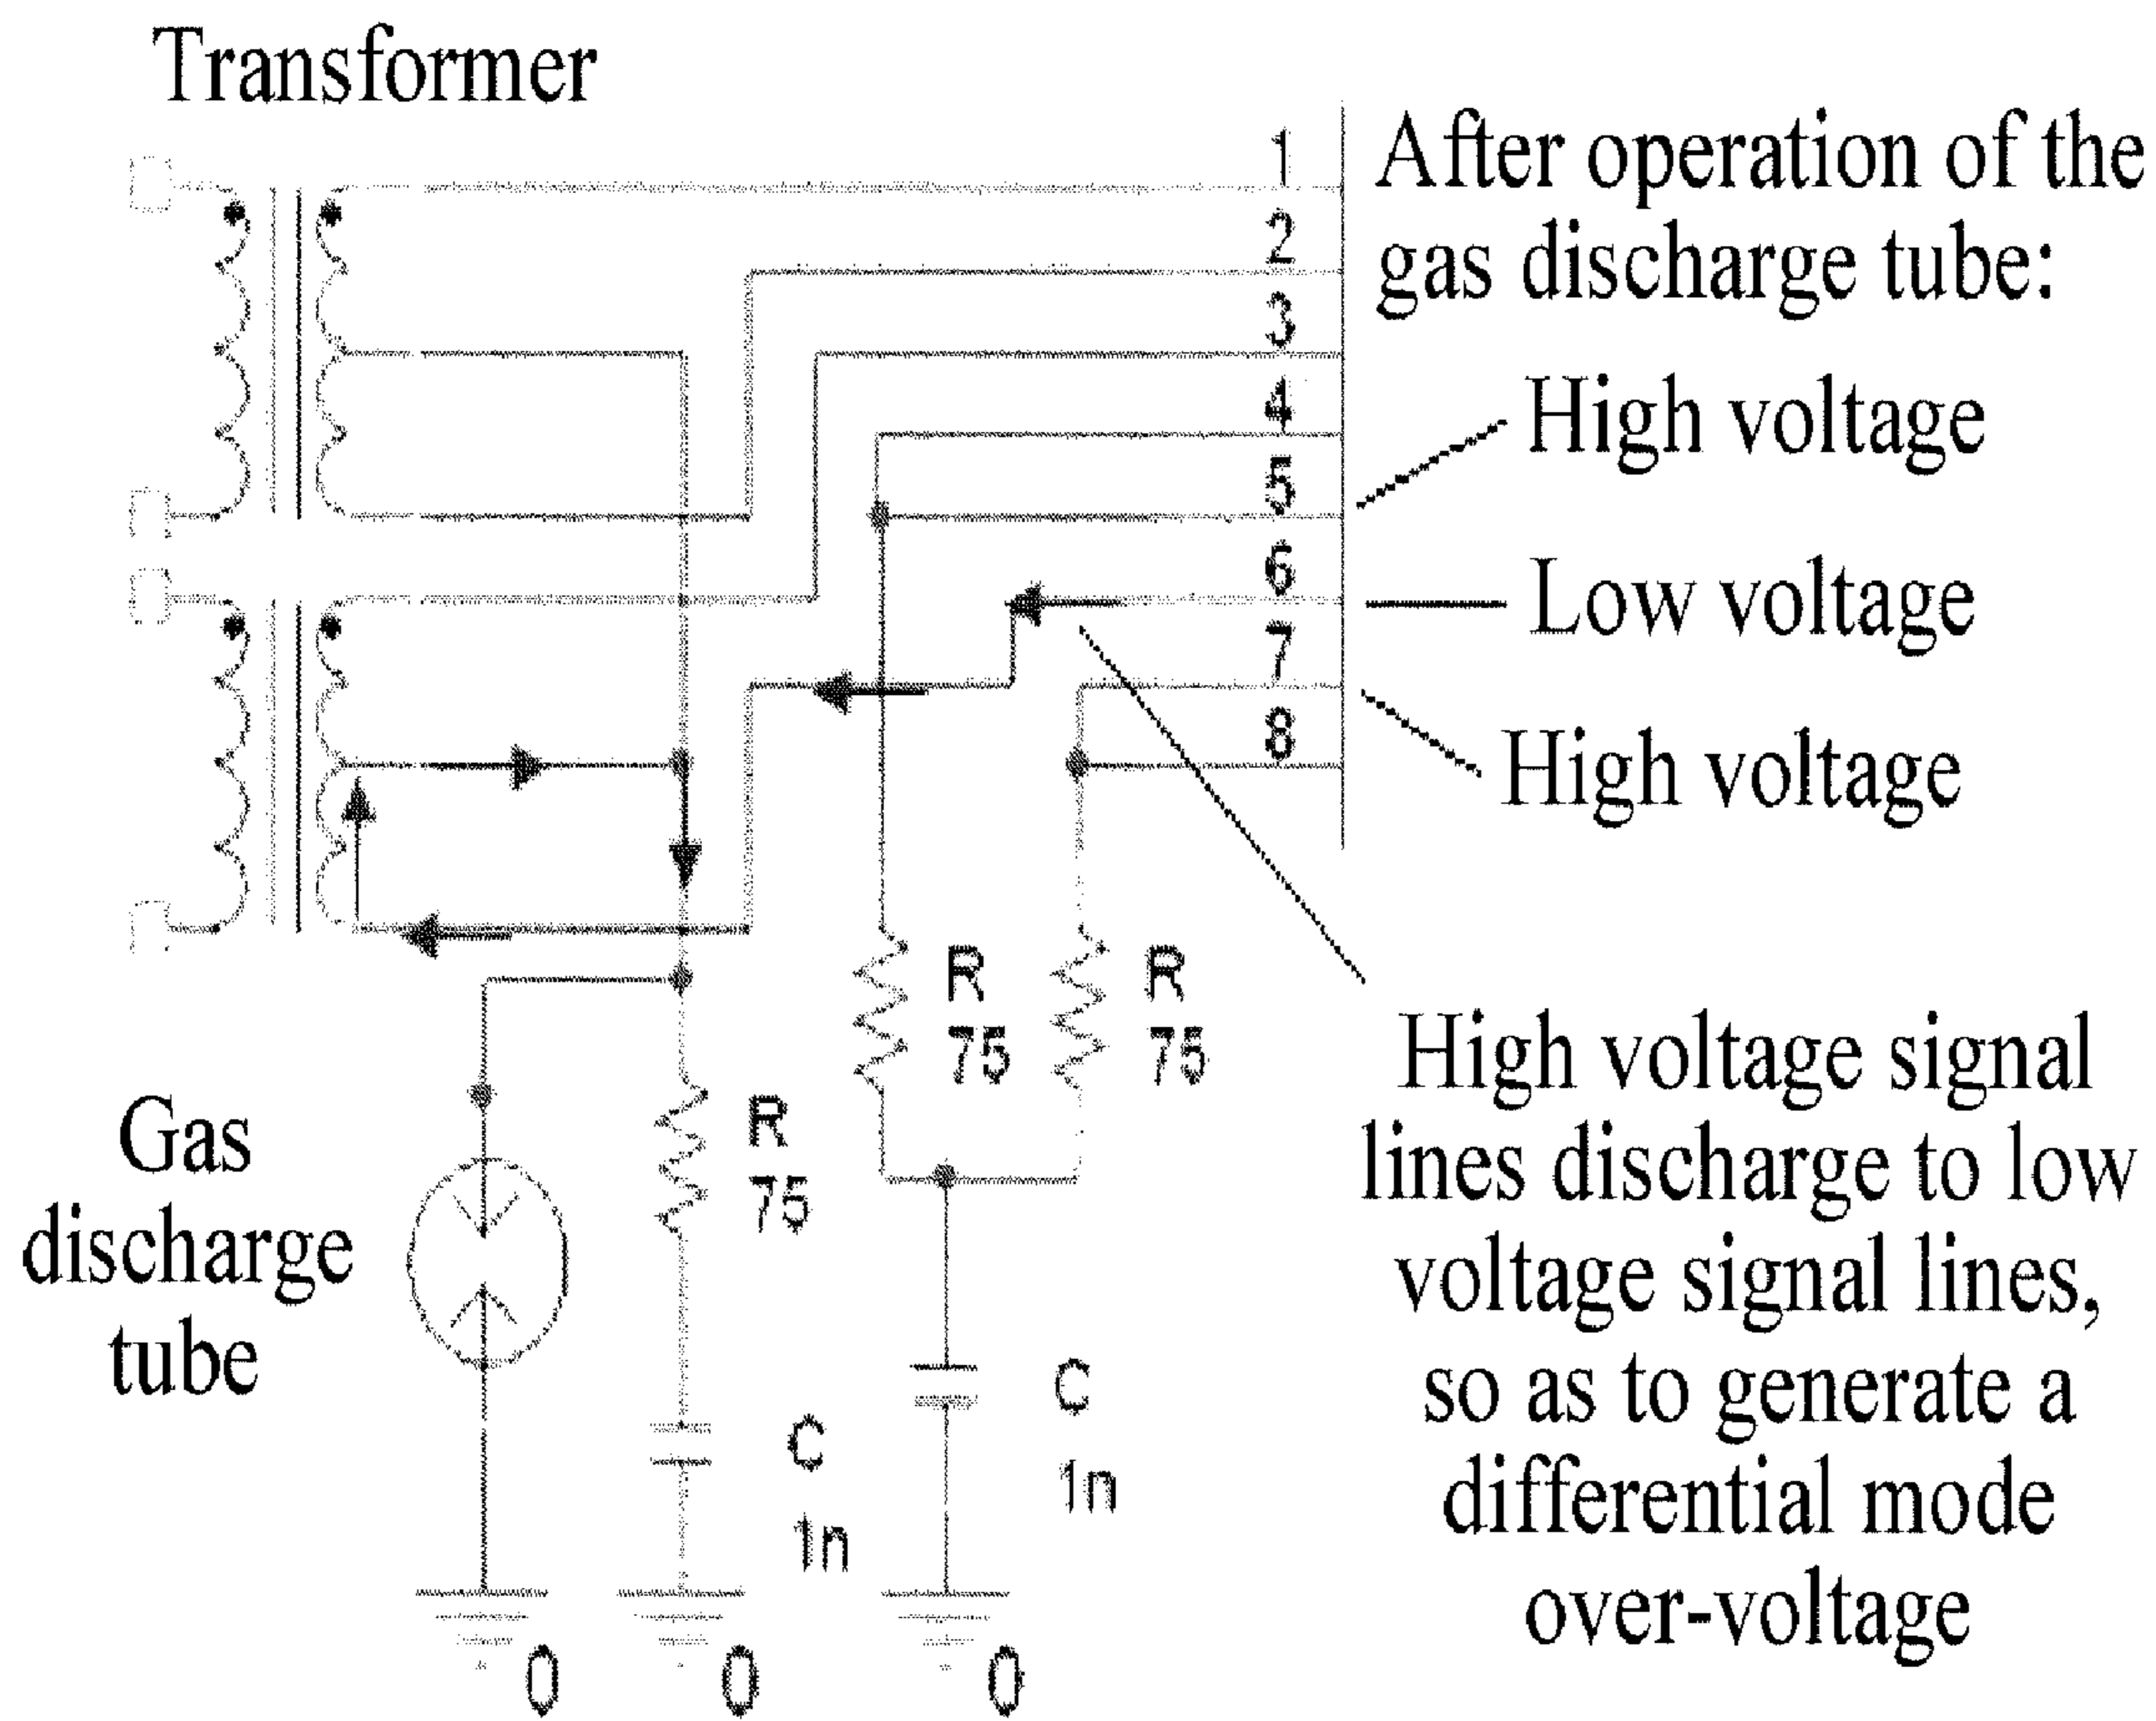 Transformer
1
2
3
4
5
6
7
8
After operation of the
gas discharge tube:
High voltage
Low voltage
High voltage
R
75
R
75
R
75
Gas
discharge
tube
C
1n
C
1n
0
0
0
High voltage signal
lines discharge to low
voltage signal lines,
so as to generate a
differential mode
over-voltage